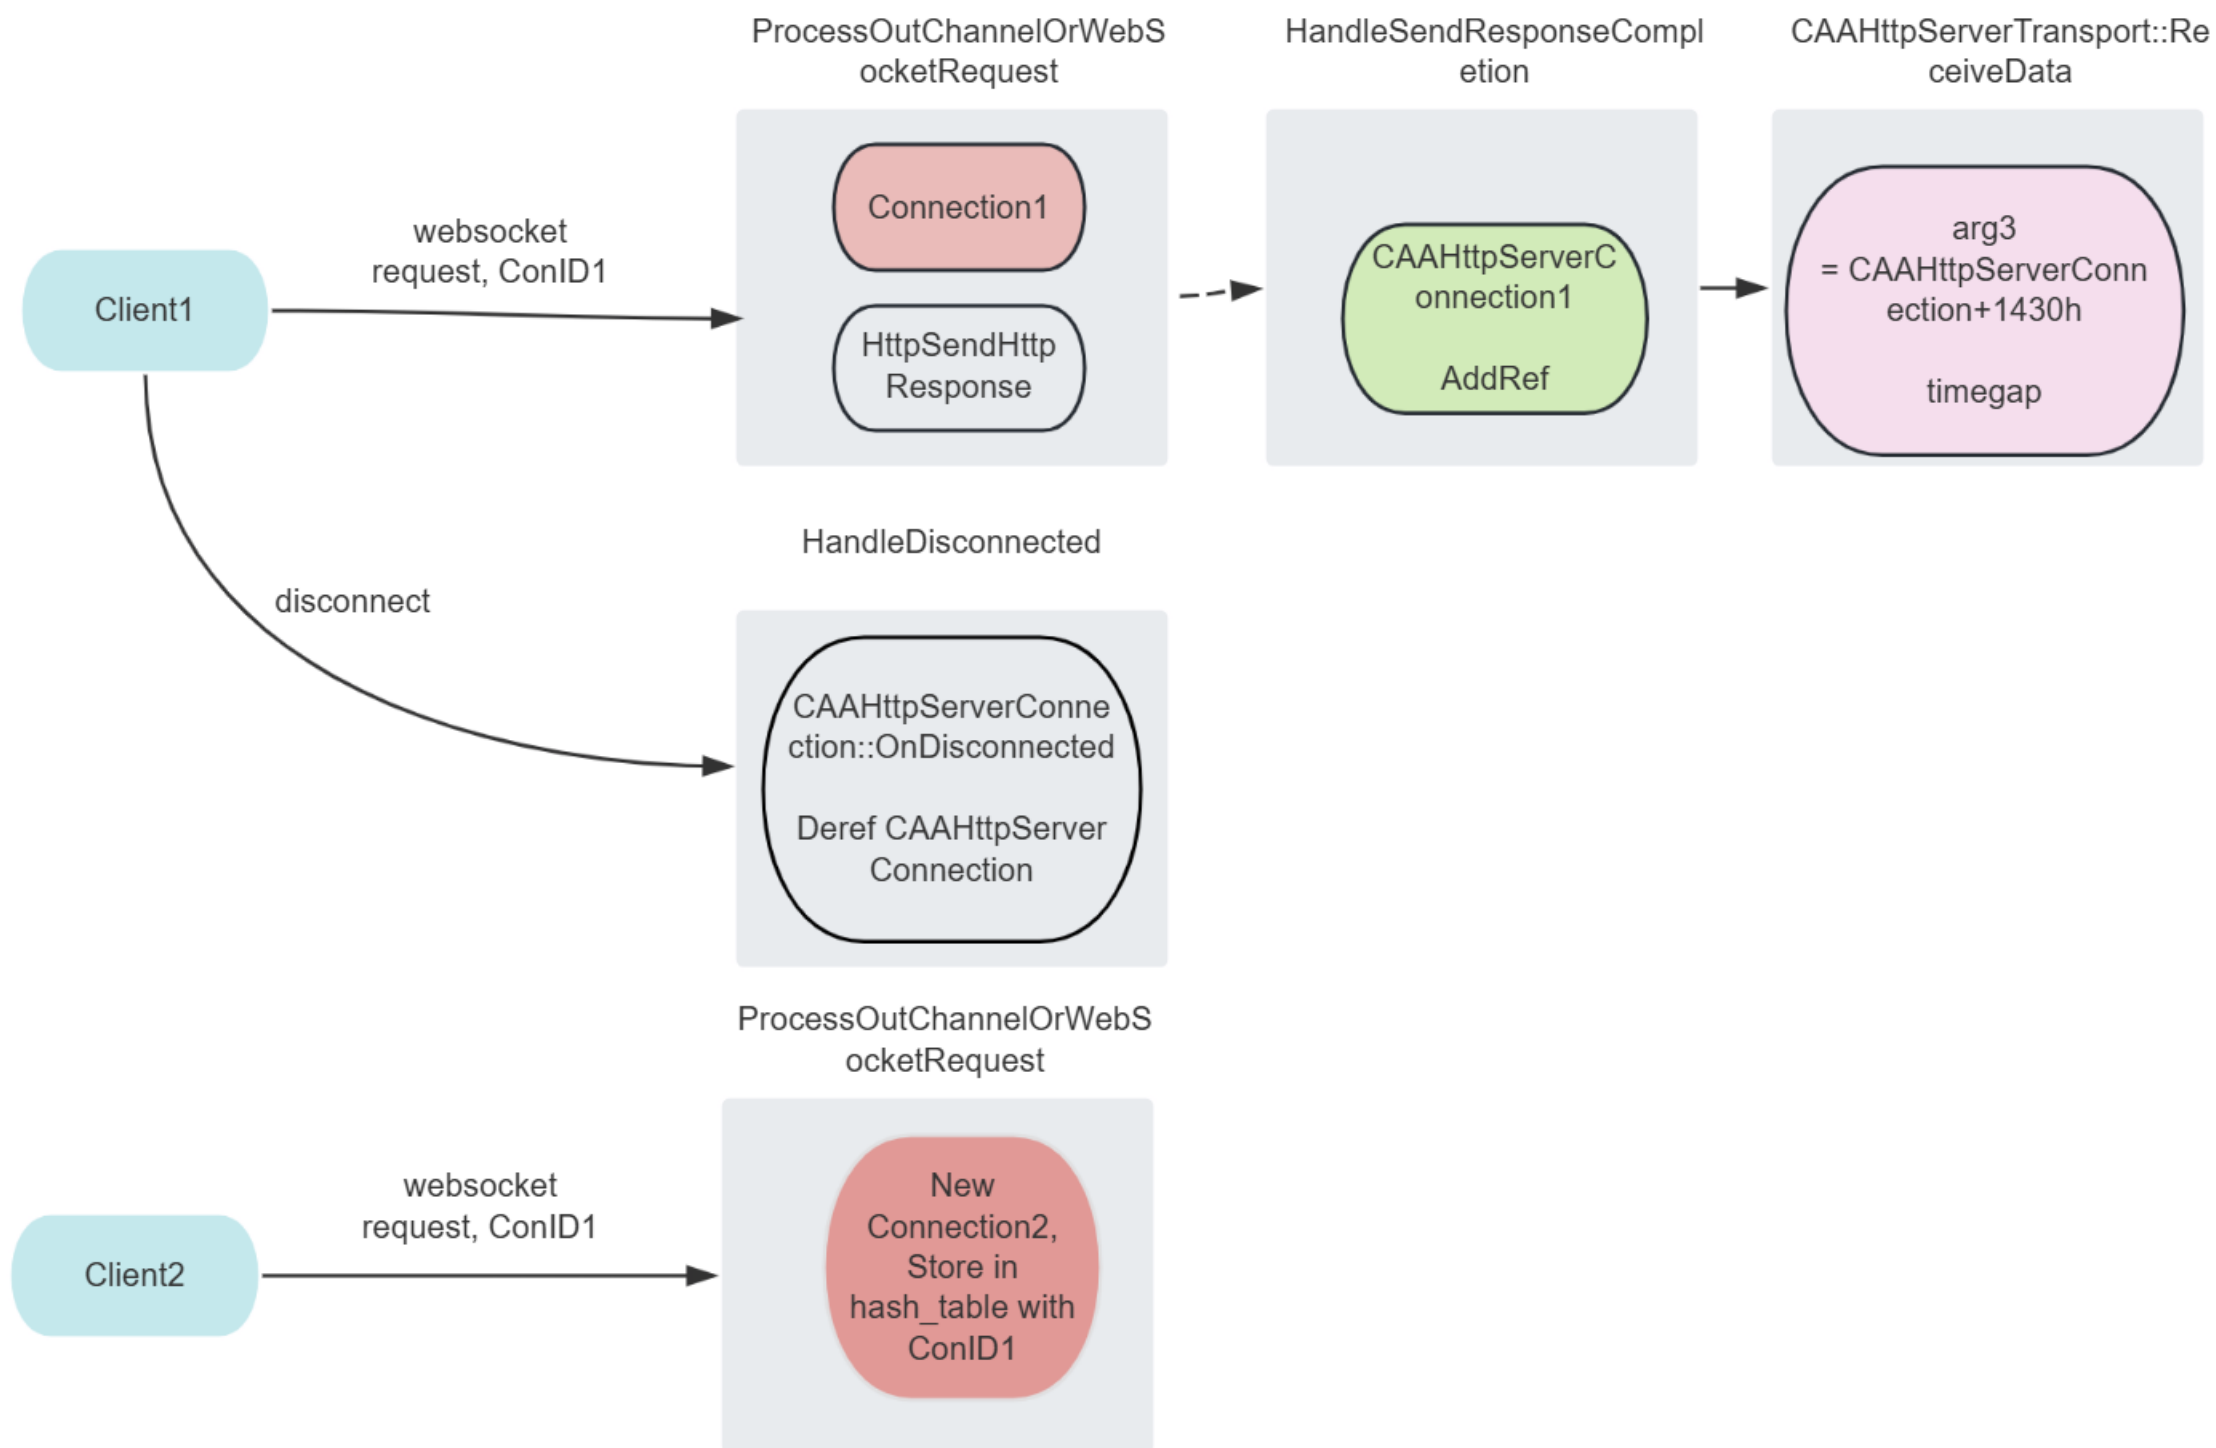 ProcessOutChannelOrWebS
ocketRequest
HandleSendResponseCompl
etion
CAAHttpServerTransport::Re
ceiveData
Client1
websocket
request, ConID1
Connection1
HttpSendHttp
Response
CAAHttpServerC
onnection1
AddRef
arg3
= CAAHttpServerConn
ection+1430h
timegap
disconnect
HandleDisconnected
CAAHttpServerConne
ction::OnDisconnected
Deref CAAHttpServer
Connection
ProcessOutChannelOrWebS
ocketRequest
Client2
websocket
request, ConID1
New
Connection2,
Store in
hash_table with
ConID1